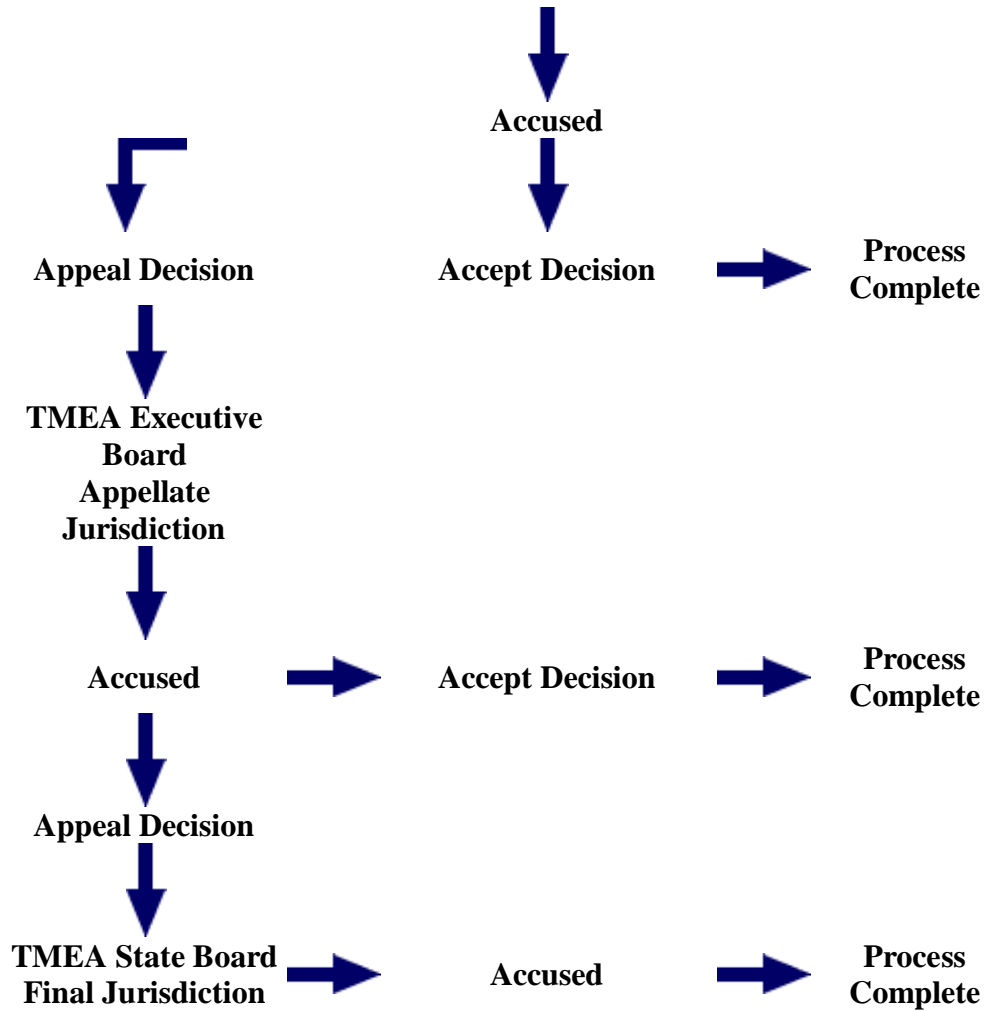 Accused
Appeal Decision
Accept Decision
Process
Complete
TMEA Executive
Board
Appellate
Jurisdiction
Accused
Accept Decision
Process
Complete
Appeal Decision
TMEA State Board
Final Jurisdiction
Accused
Process
Complete